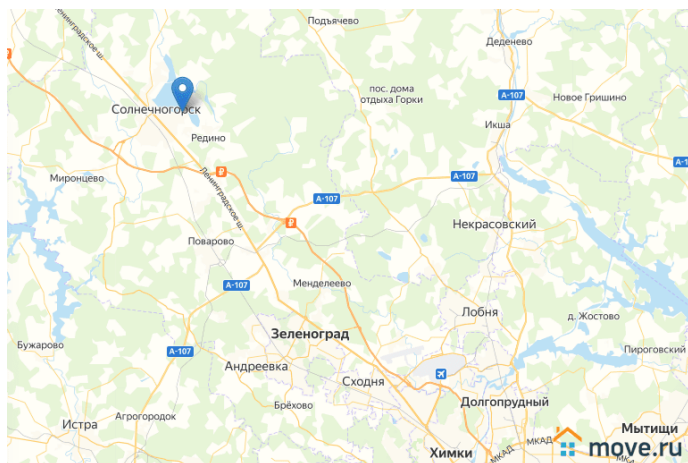 Ленинградское ш.
Подъячево
Деденево
Солнечногорск
пос. дома
отдыха Горки
А-107
Новое Гришино
Икша
Редино
А-107
Миронцево
Ленинградское ш.
А-107
А-107
Некрасовский
Поварово
А-107
Менделеево
Лобня
д. Жостово
Зеленоград
Бужарово
А-107
Пироговский
Андреевка
Сходня
Долгопрудный
Брёхово
Агрогородок
Истра
Мытищи
Химки
МКАД
МКАД
move.ru